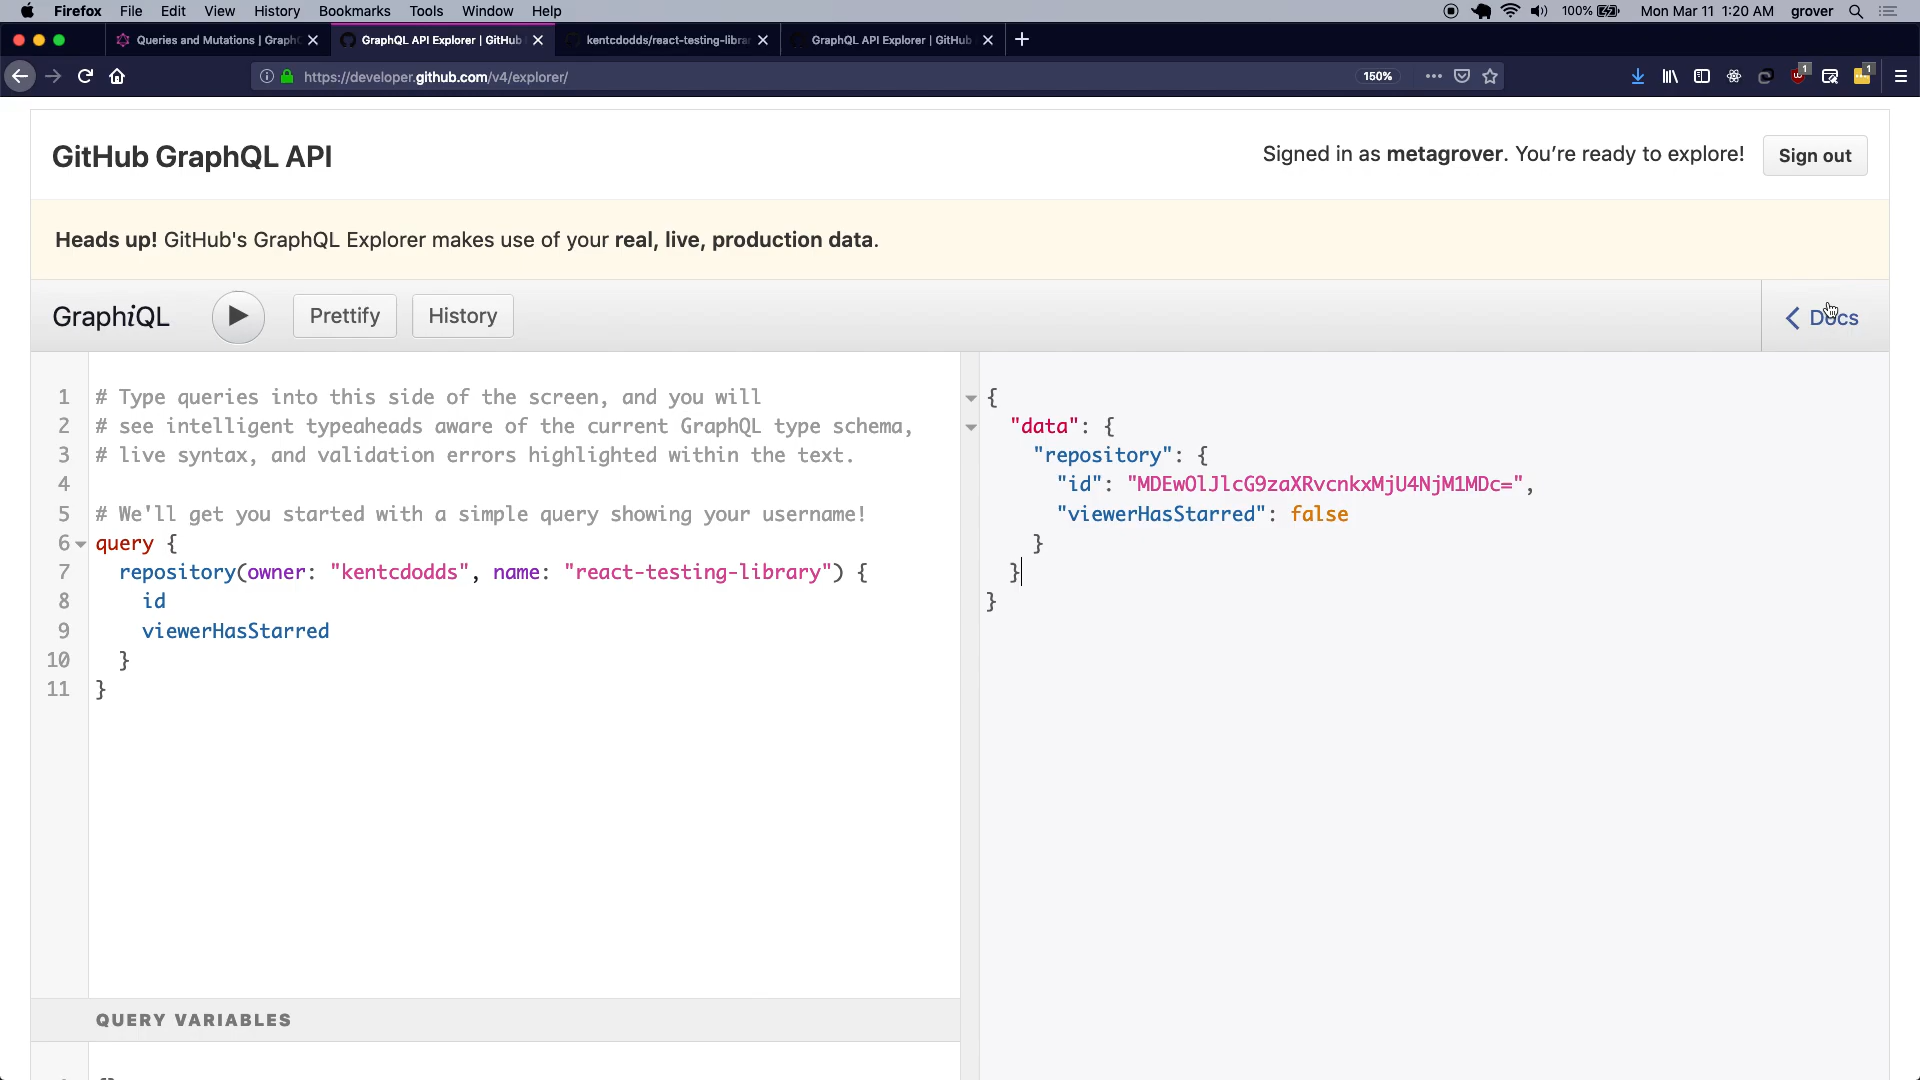 Firefox File Edit View History Bookmarks Tools Window Help 100% Mon Mar 11 1:20 AM grover
Queries and Mutations | Graph GraphQL API Explorer | GitHub kentcdodds/react-testing-libra GraphQL API Explorer | GitHub
https://developer.github.com/v4/explorer/ 150% 1 1
GitHub GraphQL API
Signed in as metagrover. You’re ready to explore! Sign out
Heads up! GitHub's GraphQL Explorer makes use of your real, live, production data.
GraphiQL Prettify History Docs
1 # Type queries into this side of the screen, and you will
2 # see intelligent typeaheads aware of the current GraphQL type schema,
3 # live syntax, and validation errors highlighted within the text.
4
5 # We'll get you started with a simple query showing your username!
6 query {
7 repository(owner: "kentcdodds", name: "react-testing-library") {
8 id
9 viewerHasStarred
10 }
11 }
{
"data": {
"repository": {
"id": "MDEwOlJlcG9zaXRvcnkxMjU4NjM1MDc=",
"viewerHasStarred": false
}
}
}
QUERY VARIABLES